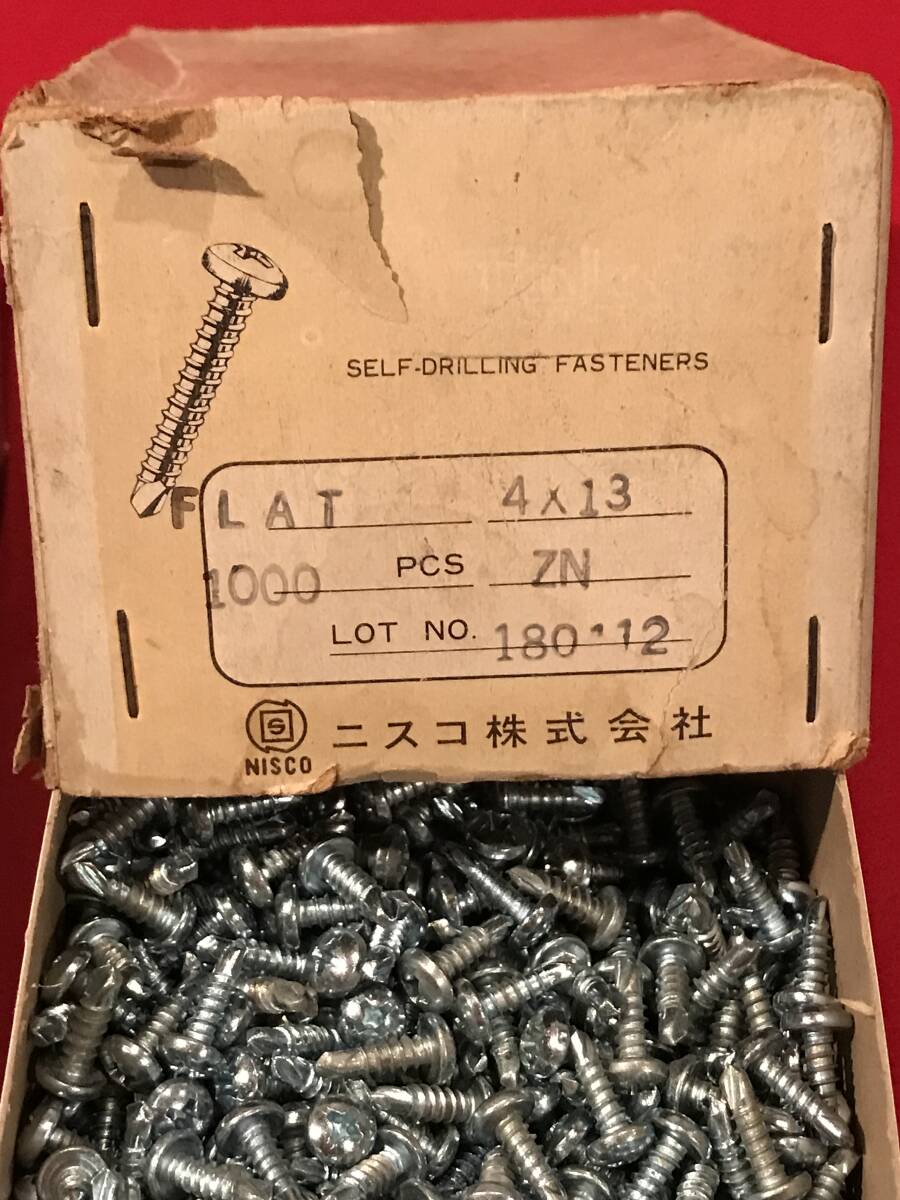 SELF-DRILLING FASTENERS
FLAT 4×13
1000 PCS ZN
LOT NO. 180112
NISCO ニスコ株式会社